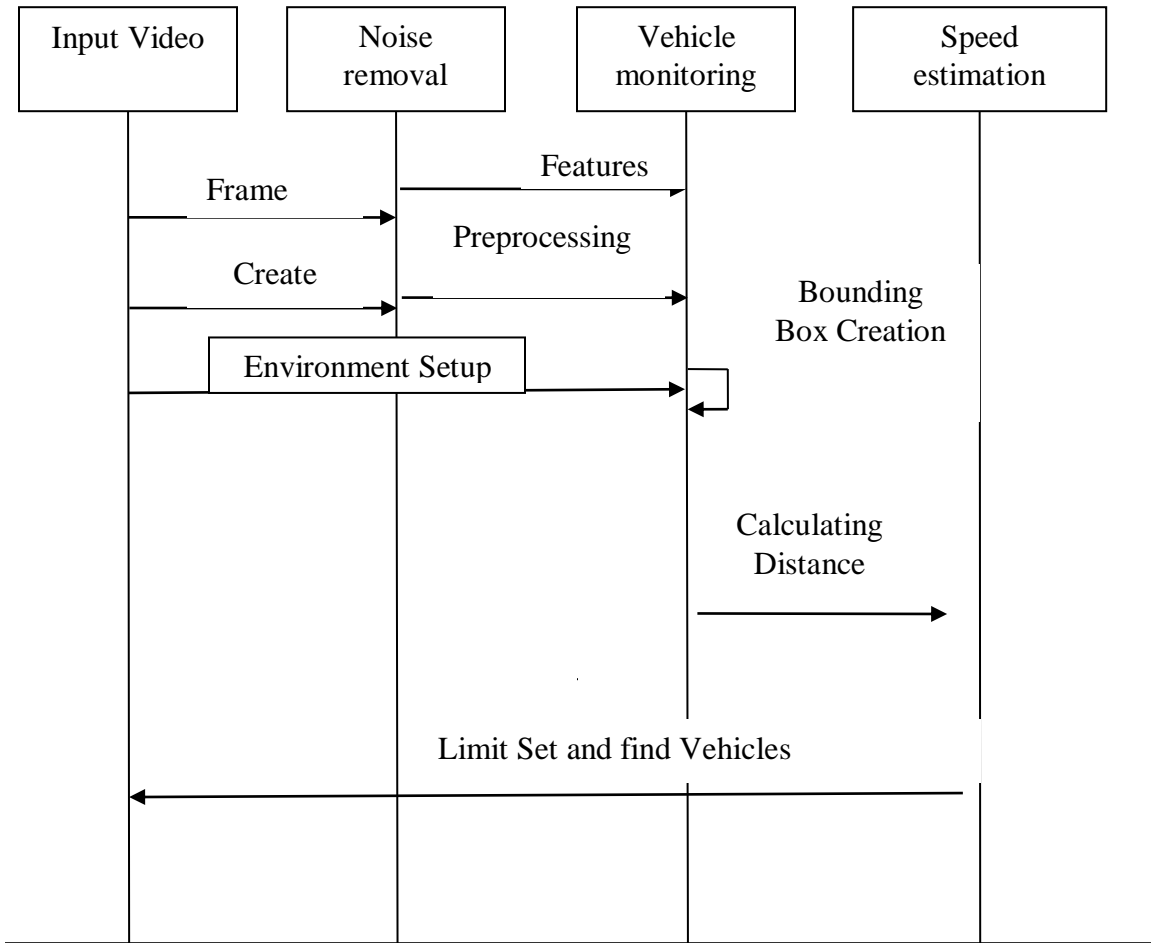 Input Video
Noise
removal
Vehicle
monitoring
Speed
estimation
Features
Frame
Preprocessing
Create
Bounding
Box Creation
Environment Setup
Calculating
Distance
Limit Set and find Vehicles